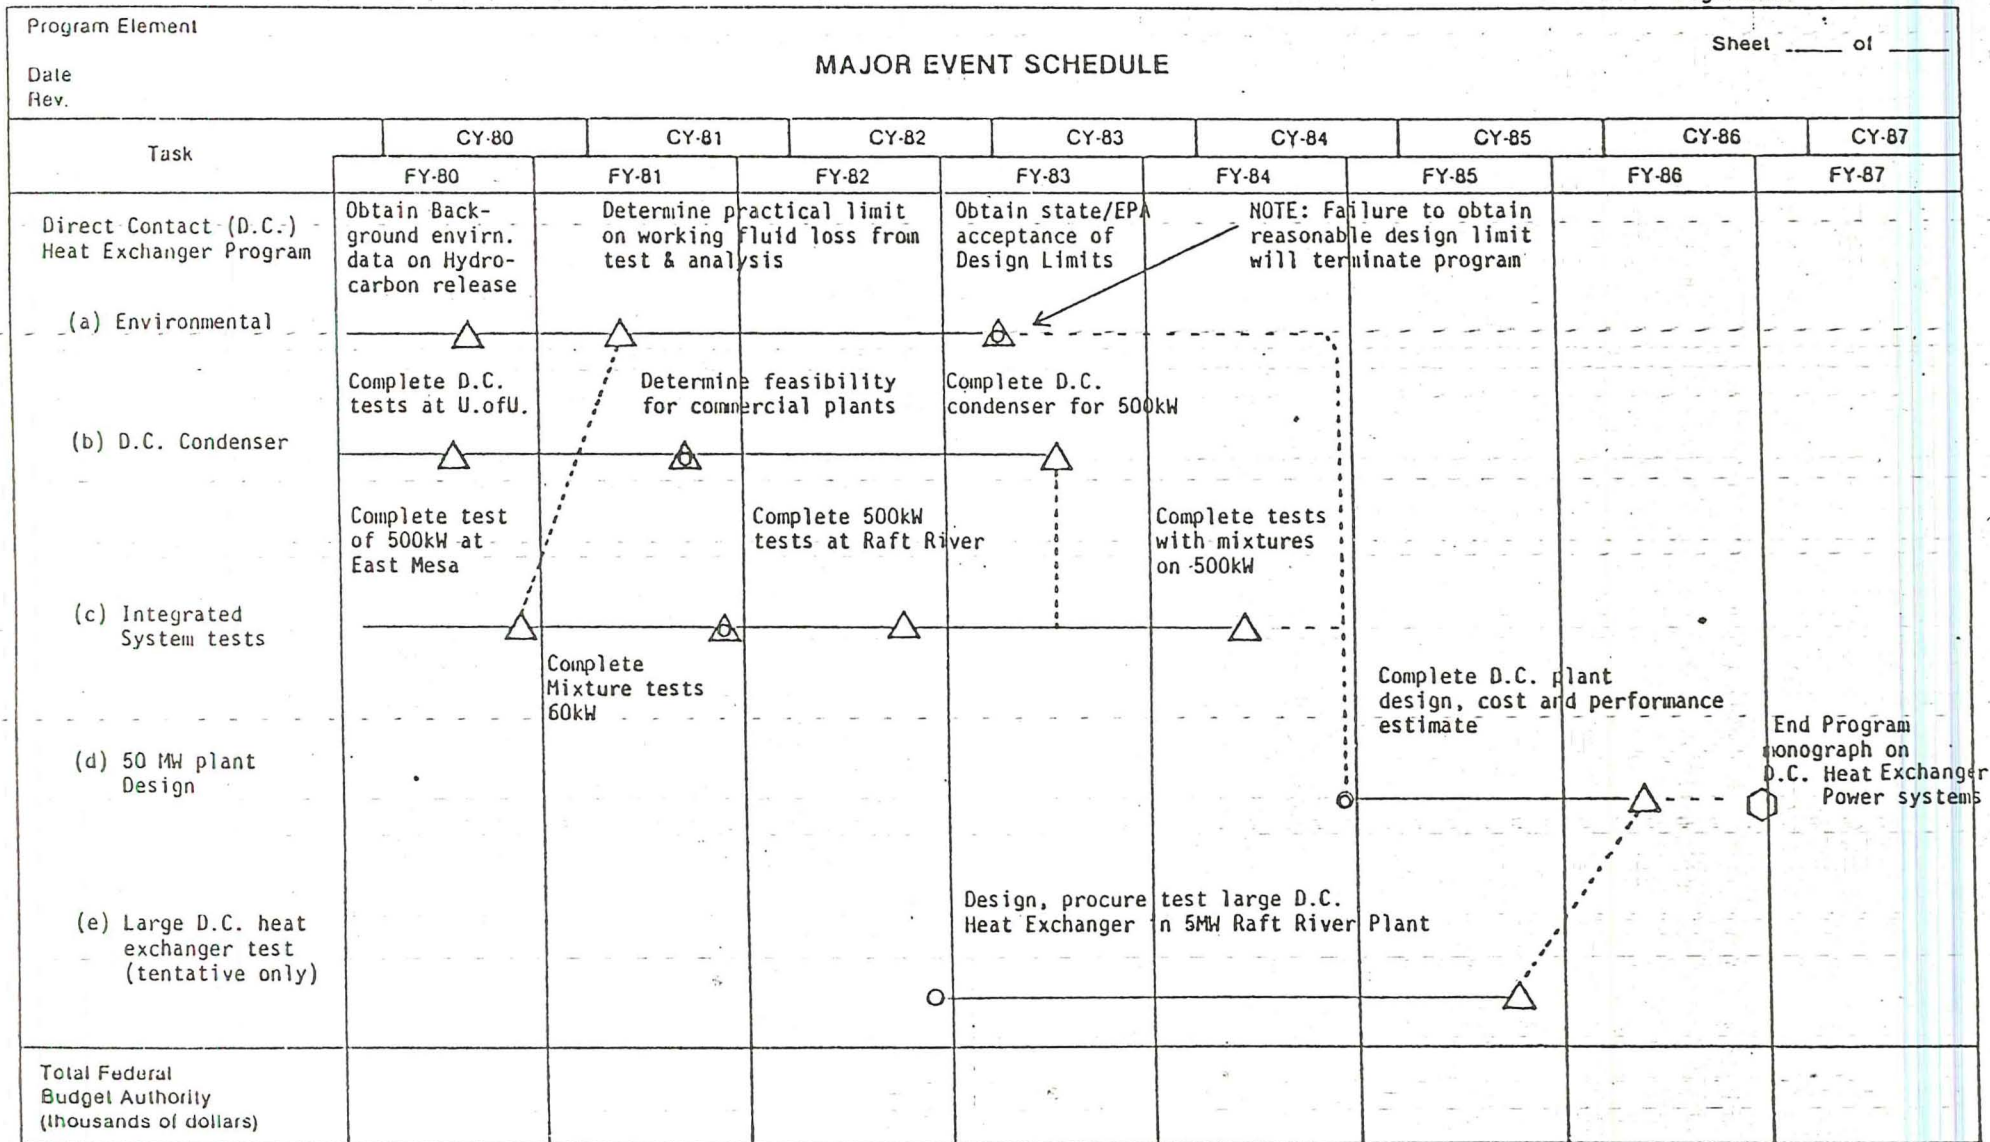 Program Element
Date
Rev.
MAJOR EVENT SCHEDULE
Sheet ____ of ____
Task
CY-80 CY-81 CY-82 CY-83 CY-84 CY-85 CY-86 CY-87
FY-80 FY-81 FY-82 FY-83 FY-84 FY-85 FY-86 FY-87
Direct Contact (D.C.)
Heat Exchanger Program
Obtain Back-
ground envirn.
data on Hydro-
carbon release
Determine practical limit
on working fluid loss from
test & analysis
Obtain state/EPA
acceptance of
Design Limits
NOTE: Failure to obtain
reasonable design limit
will terminate program
(a) Environmental
Complete D.C.
tests at U.ofU.
Determine feasibility
for commercial plants
Complete D.C.
condenser for 500kW
(b) D.C. Condenser
Complete test
of 500kW at
East Mesa
Complete 500kW
tests at Raft River
Complete tests
with mixtures
on 500kW
(c) Integrated
System tests
Complete
Mixture tests
60kW
Complete D.C. plant
design, cost and performance
estimate
(d) 50 MW plant
Design
End Program
monograph on
D.C. Heat Exchanger
Power systems
(e) Large D.C. heat
exchanger test
(tentative only)
Design, procure test large D.C.
Heat Exchanger in 5MW Raft River Plant
Total Federal
Budget Authority
(thousands of dollars)